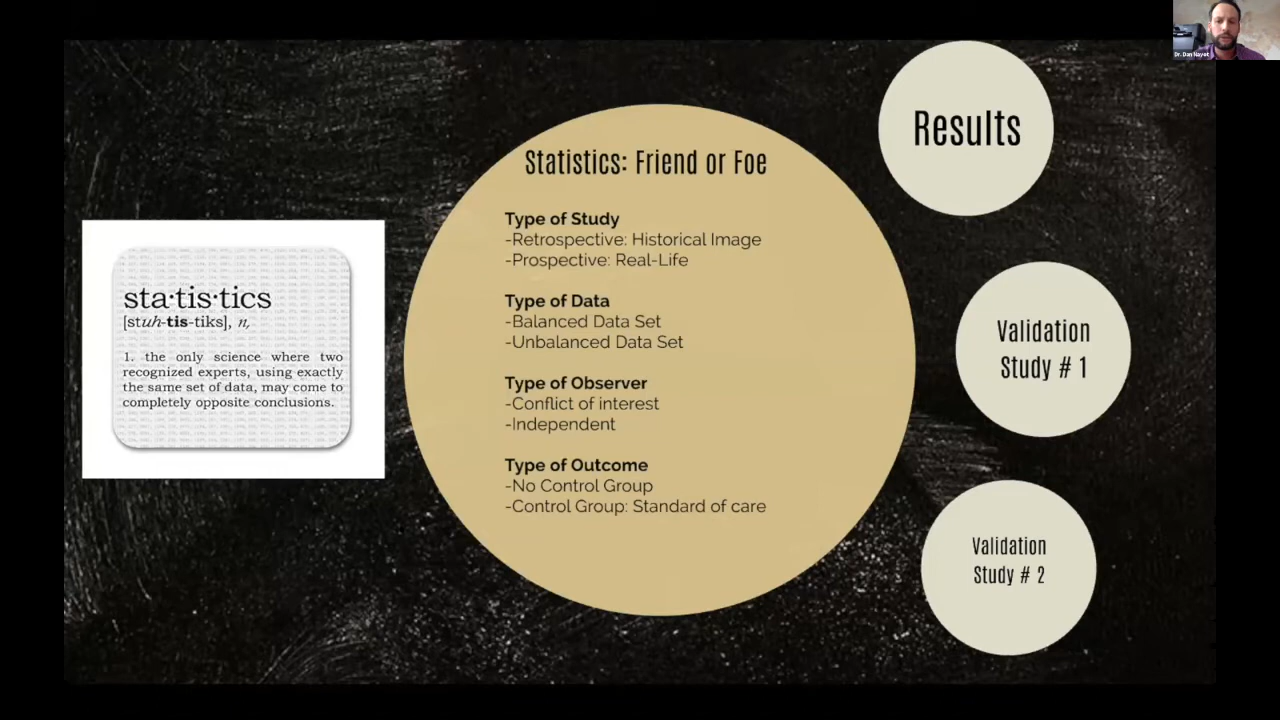 Dr. Dan Nayot
sta·tis·tics
[stuh-tis-tiks], n,
1. the only science where two
recognized experts, using exactly
the same set of data, may come to
completely opposite conclusions.
Statistics: Friend or Foe
Type of Study
-Retrospective: Historical Image
-Prospective: Real-Life
Type of Data
-Balanced Data Set
-Unbalanced Data Set
Type of Observer
-Conflict of interest
-Independent
Type of Outcome
-No Control Group
-Control Group: Standard of care
Results
Validation
Study # 1
Validation
Study # 2